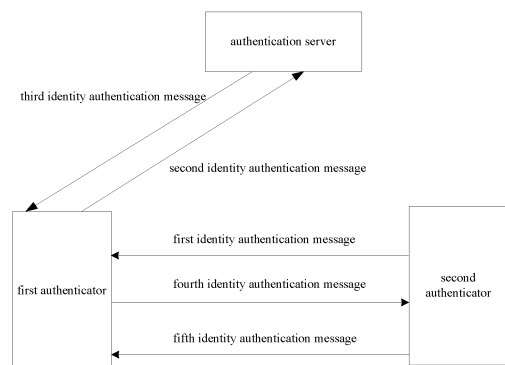 authentication server
third identity authentication message
second identity authentication message
first identity authentication message
fourth identity authentication message
first authenticator
second
authenticator
fifth identity authentication message